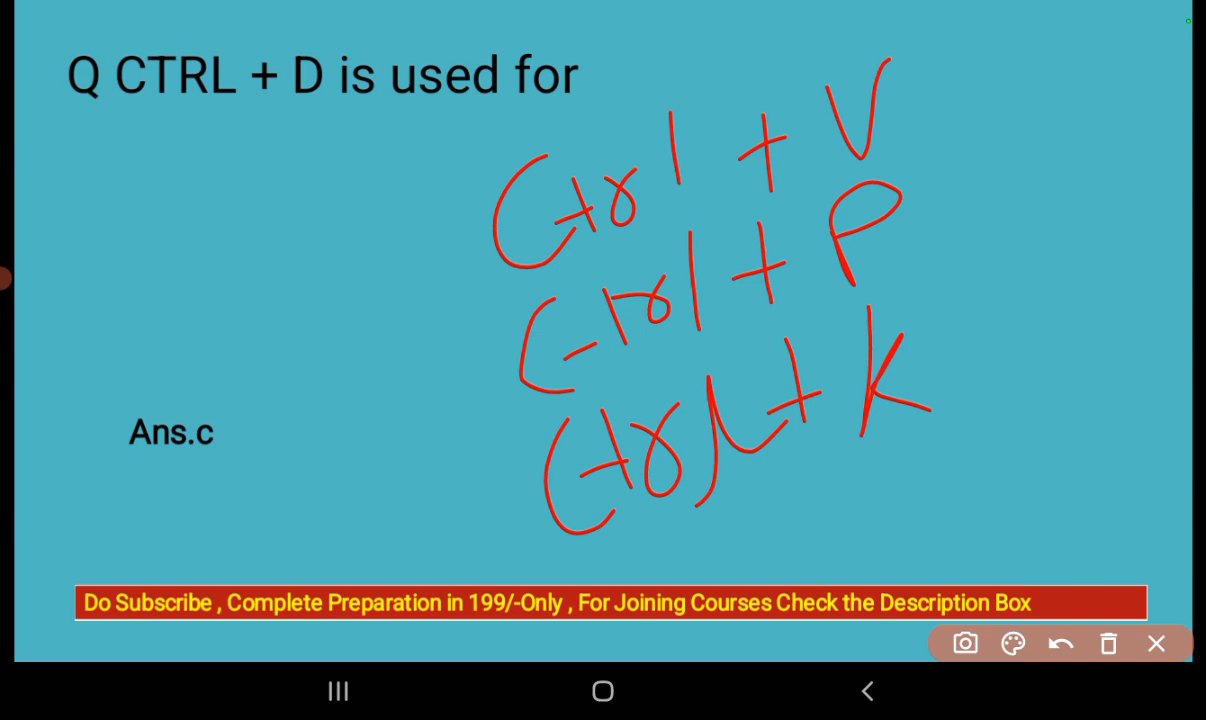 Q CTRL + D is used for
Ctrl + V
Ctrl + P
Ctrl + K
Ans.c
Do Subscribe , Complete Preparation in 199/-Only , For Joining Courses Check the Description Box